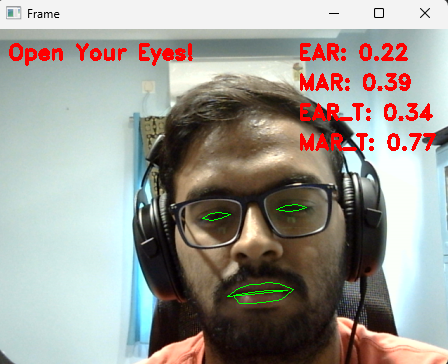 Frame
Open Your Eyes!
EAR: 0.22
MAR: 0.39
EAR_T: 0.34
MAR_T: 0.77